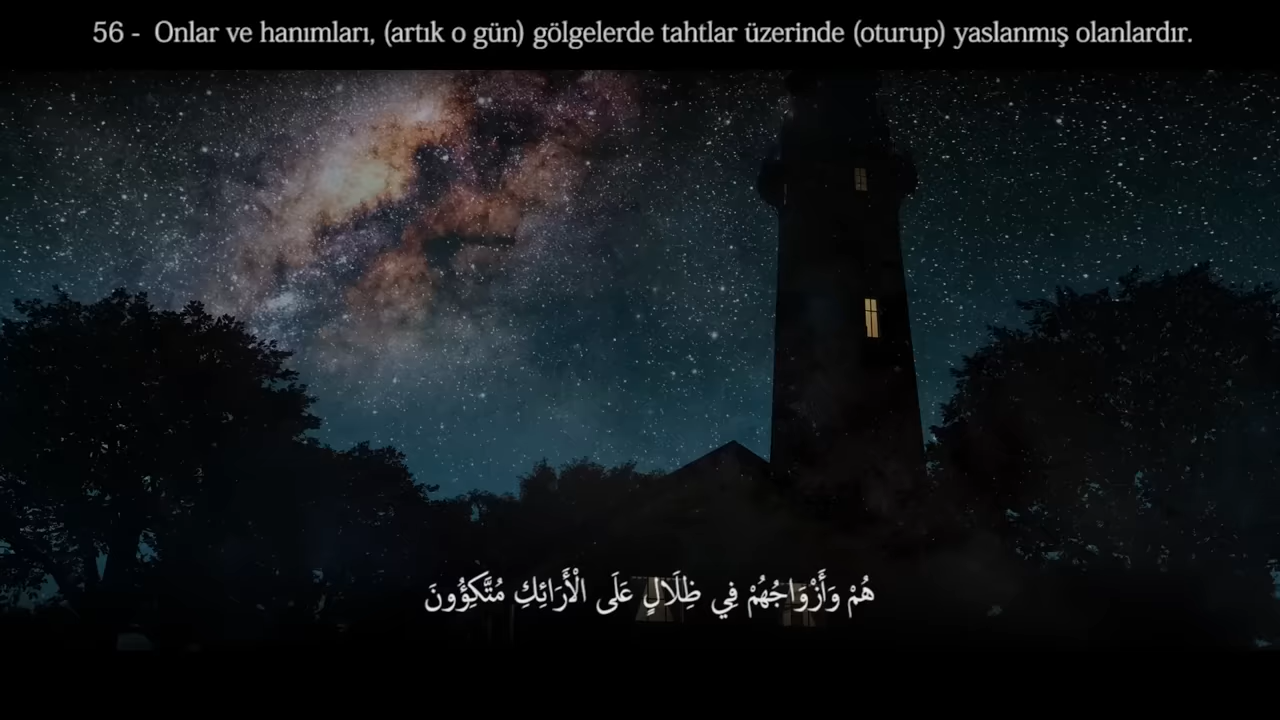 56 - Onlar ve hanımları, (artık o gün) gölgelerde tahtlar üzerinde (oturup) yaslanmış olanlardır.
هُمْ وَأَزْوَاجُهُمْ فِي ظِلَالٍ عَلَى الْأَرَائِكِ مُتَّكِؤُونَ